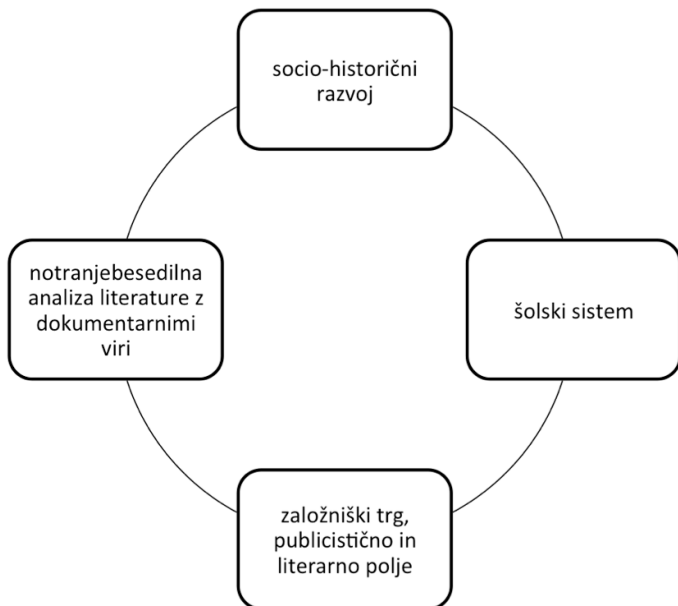 socio-historični
razvoj
notranjebesedilna
analiza literature z
dokumentarnimi
viri
šolski sistem
založniški trg,
publicistično in
literarno polje